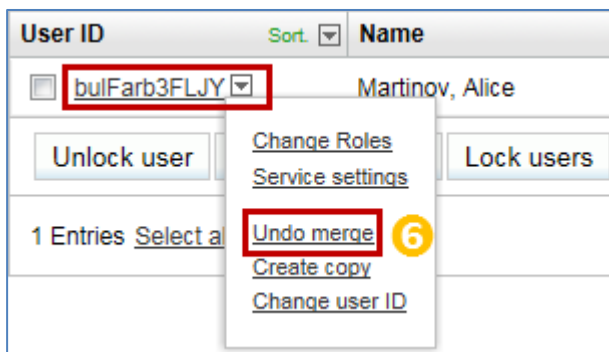 User ID Sort. Name
bulFarb3FLJY Martinov, Alice
Change Roles
Unlock user Lock users
Service settings
1 Entries Select al
Undo merge 6
Create copy
Change user ID